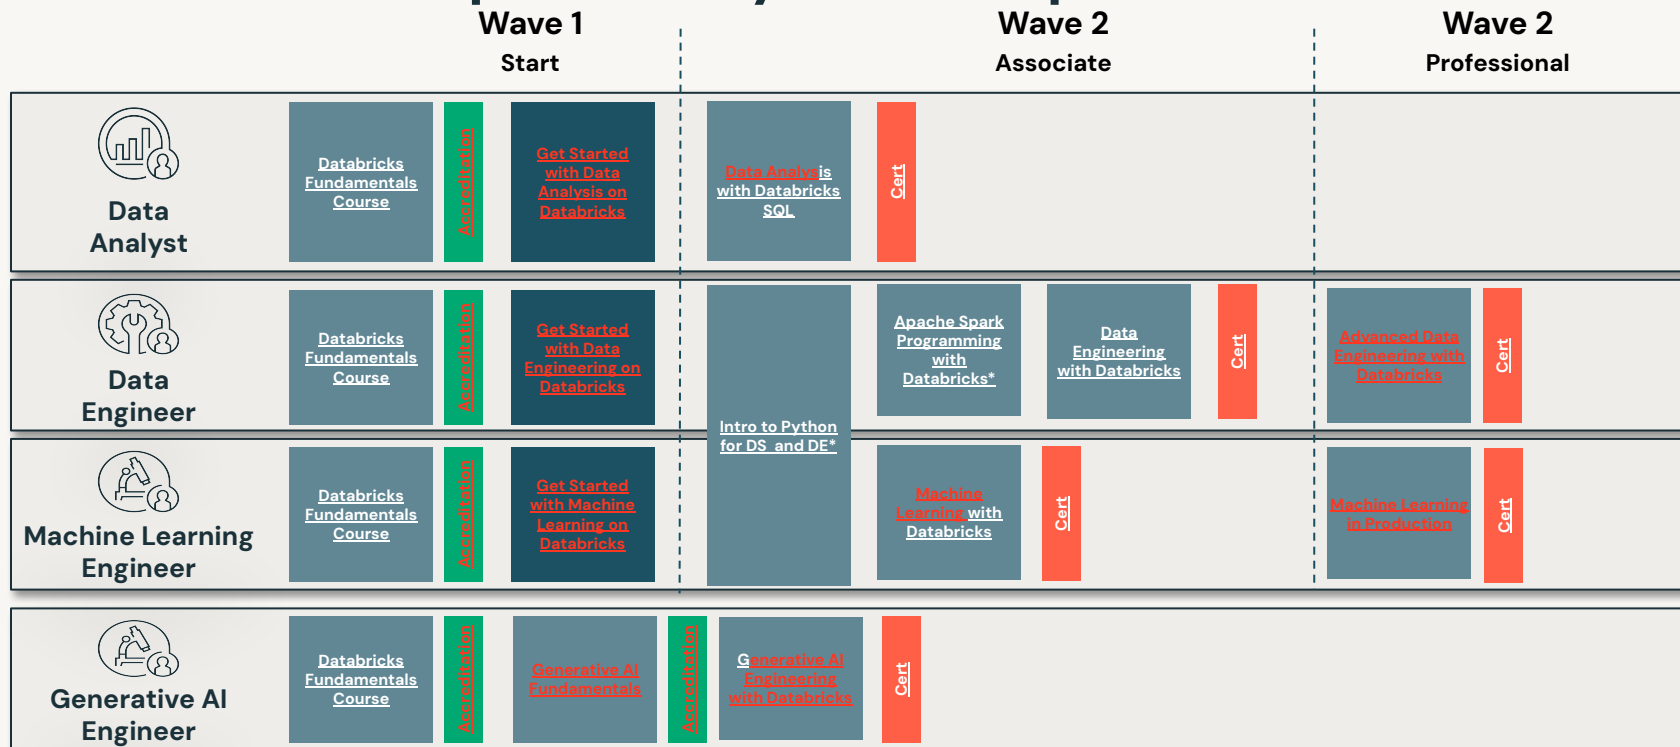 Wave 1
Start
Wave 2
Associate
Wave 2
Professional
Data
Analyst
Databricks
Fundamentals
Course
Accreditation
Get Started
with Data
Analysis on
Databricks
Data Analysis
with Databricks
SQL
Cert
Data
Engineer
Databricks
Fundamentals
Course
Accreditation
Get Started
with Data
Engineering on
Databricks
Intro to Python
for DS and DE*
Apache Spark
Programming
with
Databricks*
Data
Engineering
with Databricks
Cert
Advanced Data
Engineering with
Databricks
Cert
Machine Learning
Engineer
Databricks
Fundamentals
Course
Accreditation
Get Started
with Machine
Learning on
Databricks
Machine
Learning with
Databricks
Cert
Machine Learning
in Production
Cert
Generative AI
Engineer
Databricks
Fundamentals
Course
Accreditation
Generative AI
Fundamentals
Accreditation
Generative AI
Engineering
with Databricks
Cert